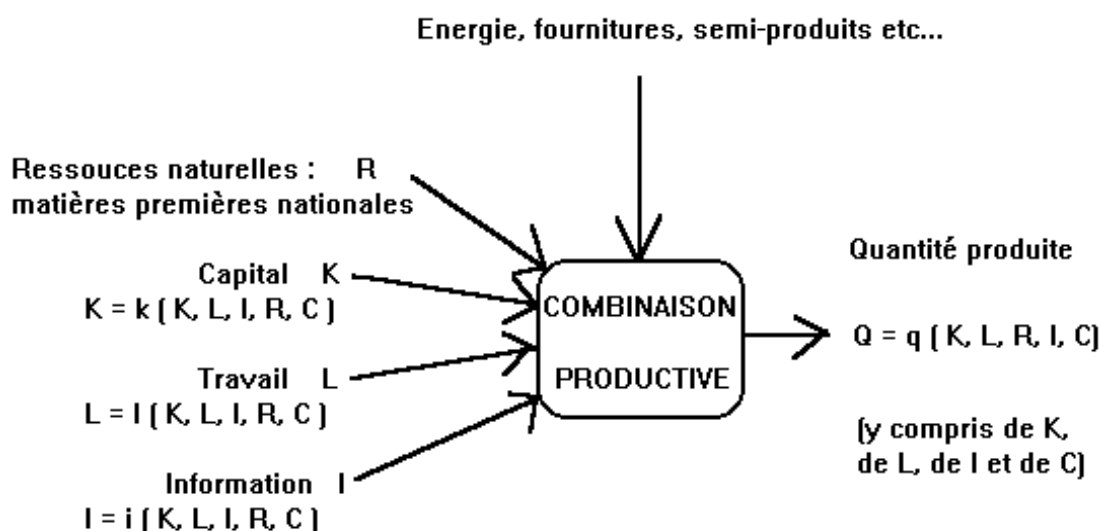 Energie, fournitures, semi-produits etc...
Ressouces naturelles : R
matières premières nationales
Capital K
K = k ( K, L, I, R, C )
Travail L
L = l ( K, L, I, R, C )
Information I
I = i ( K, L, I, R, C )
COMBINAISON
PRODUCTIVE
Quantité produite
Q = q ( K, L, R, I, C)
(y compris de K,
de L, de I et de C)